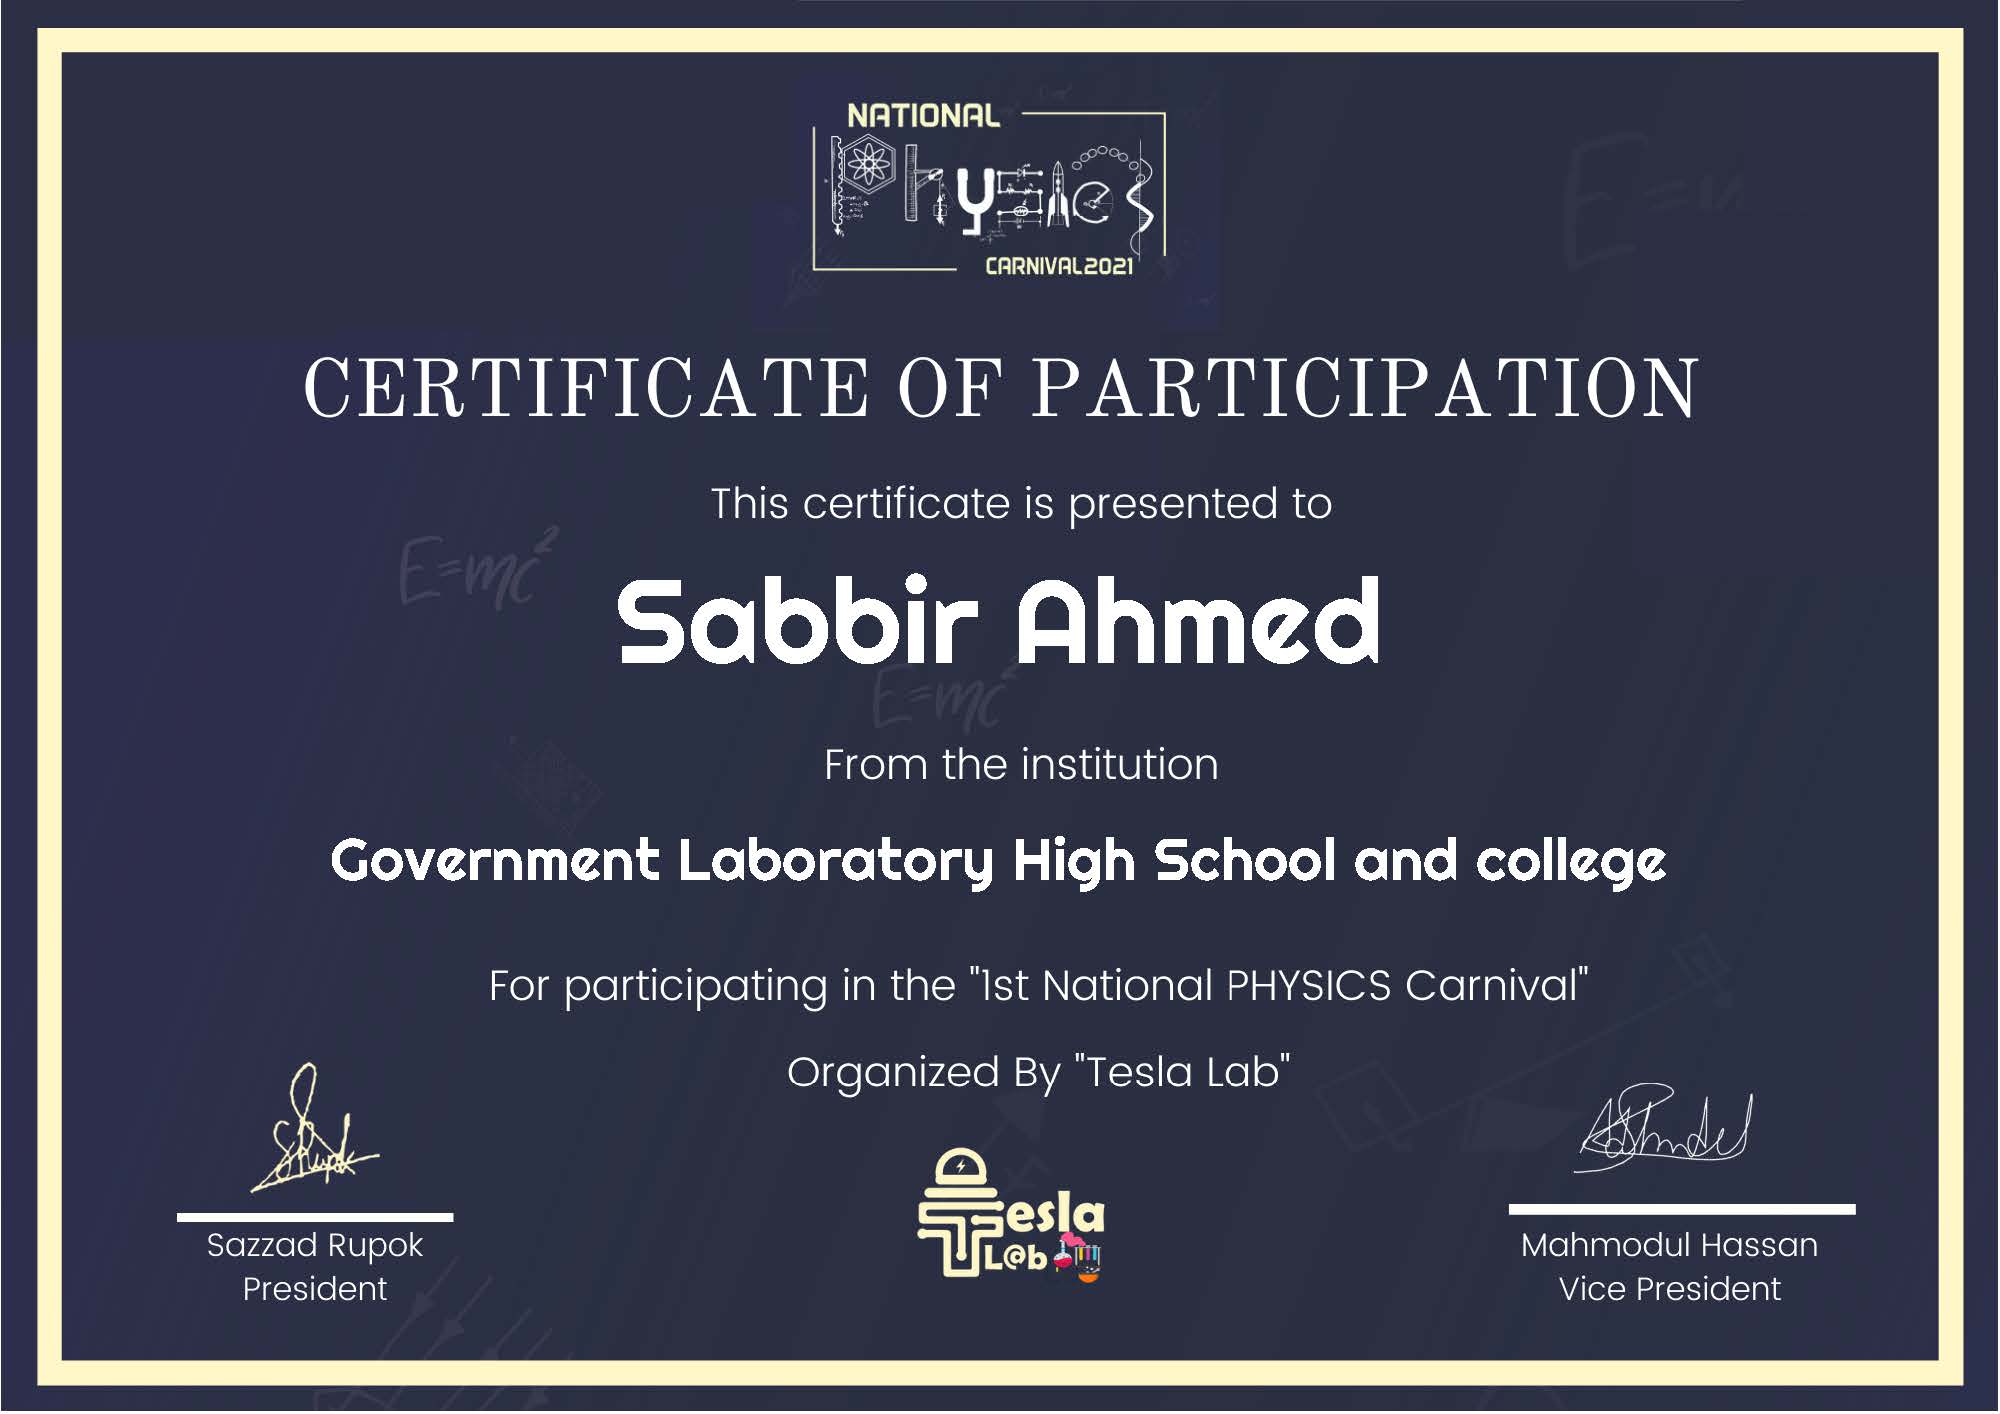 NATIONAL
Physics
CARNIVAL2021
CERTIFICATE OF PARTICIPATION
This certificate is presented to
E=mc²
Sabbir Ahmed
E=mc²
From the institution
Government Laboratory High School and college
For participating in the "1st National PHYSICS Carnival"
Organized By "Tesla Lab"
Tesla
L@b
Sazzad Rupok
President
Mahmodul Hassan
Vice President